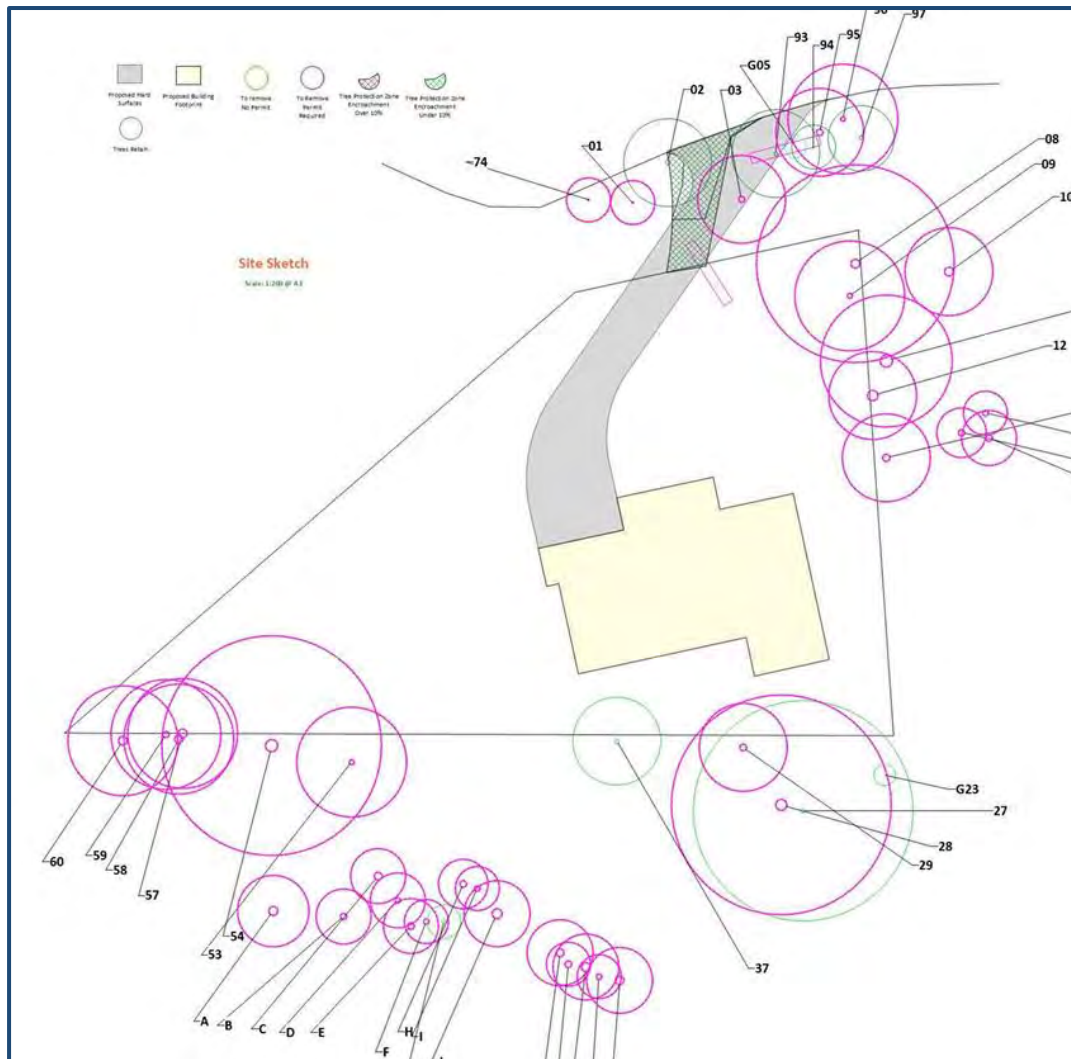 97
93
95
94
G05
02
03
01
~74
08
09
10
12
Proposed Hard
Surfaces
Proposed Building
Footprint
To remove
No Permit
To Remove
Permit
Required
Tree Protection Zone
Encroachment
Over 10%
Tree Protection Zone
Encroachment
Under 10%
Trees Retain
Site Sketch
Scale: 1:200 @ A3
G23
27
28
29
37
60
59
58
57
54
53
A
B
C
D
E
F
H
I